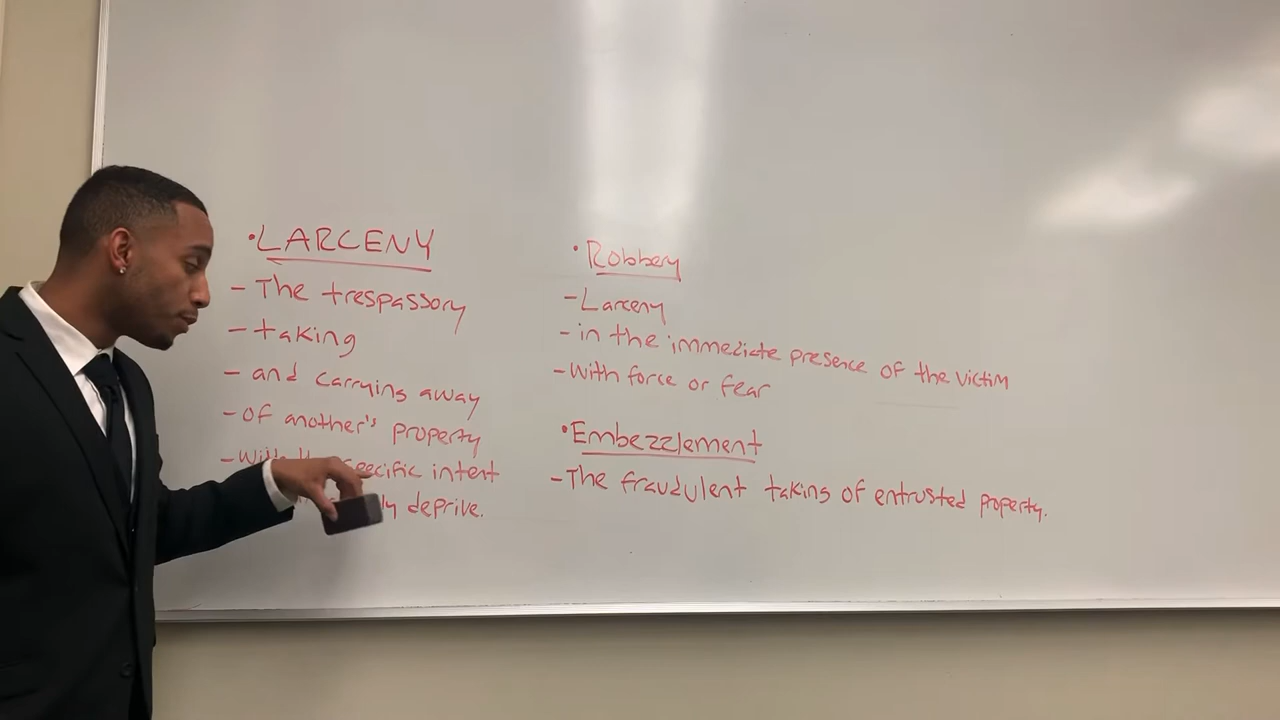 •LARCENY
- The trespassory
- taking
- and carrying away
- of another's property
- With specific intent
deprive.
•Robbery
- Larceny
- in the immediate presence of the victim
- With force or fear
•Embezzlement
- The fraudulent taking of entrusted property.